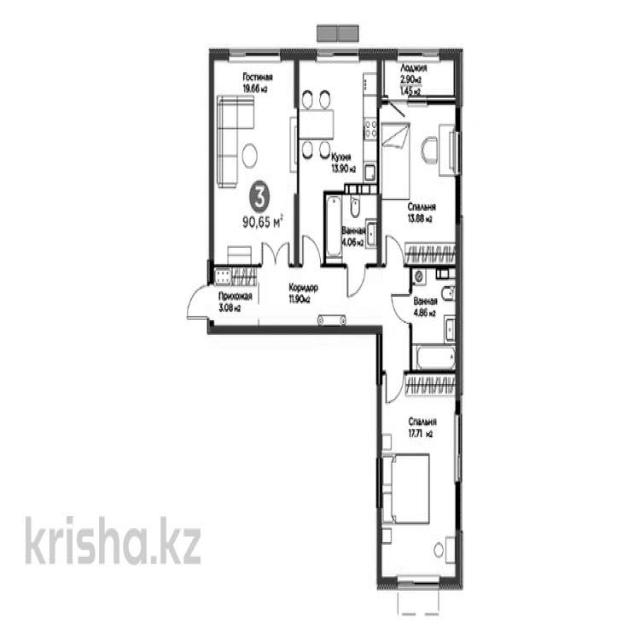 Гостиная
19.66 м2
Кухня
13.90 м2
Лоджия
2.90 м2
1.45 м2
Спальня
13.88 м2
3
90,65 м²
Ванная
4.06 м2
Прихожая
3.08 м2
Коридор
11.90 м2
Ванная
4.86 м2
Спальня
17.71 м2
krisha.kz